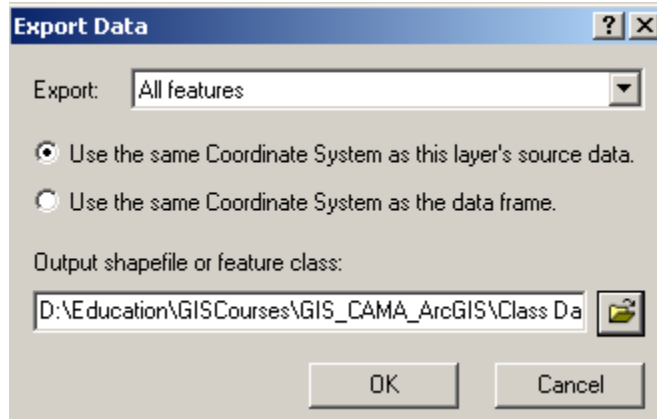 Export Data ? X
Export: All features
Use the same Coordinate System as this layer's source data.
Use the same Coordinate System as the data frame.
Output shapefile or feature class:
D:\Education\GISCourses\GIS_CAMA_ArcGIS\Class Da
OK Cancel